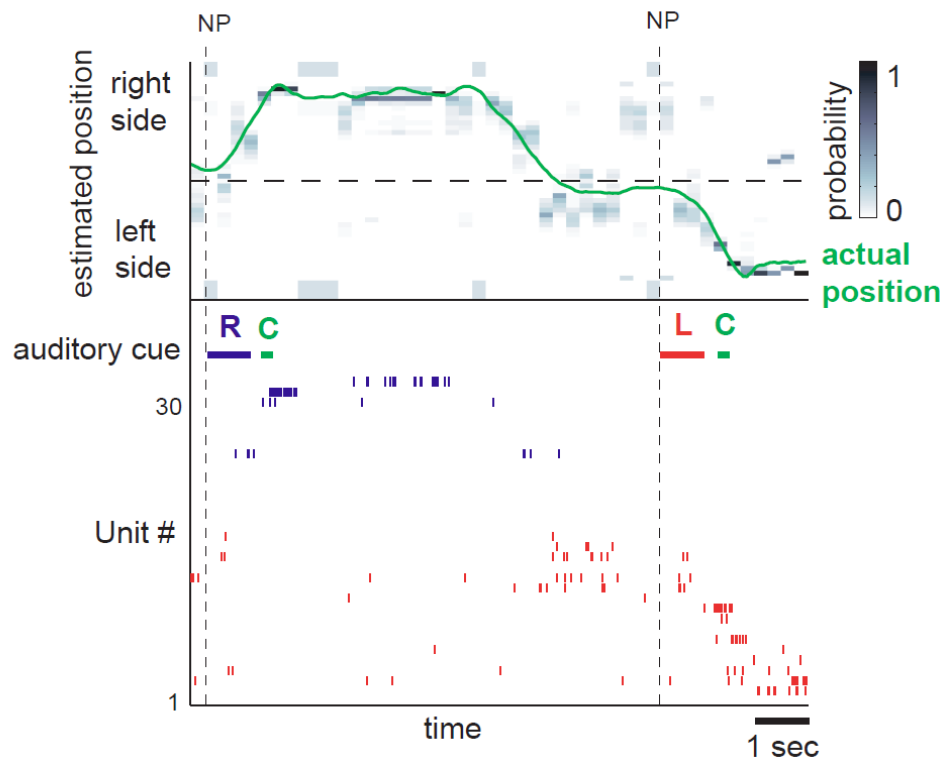 NP
NP
estimated position
right
side
left
side
probability
1
0
actual
position
R
C
L
C
auditory cue
30
Unit #
1
time
1 sec